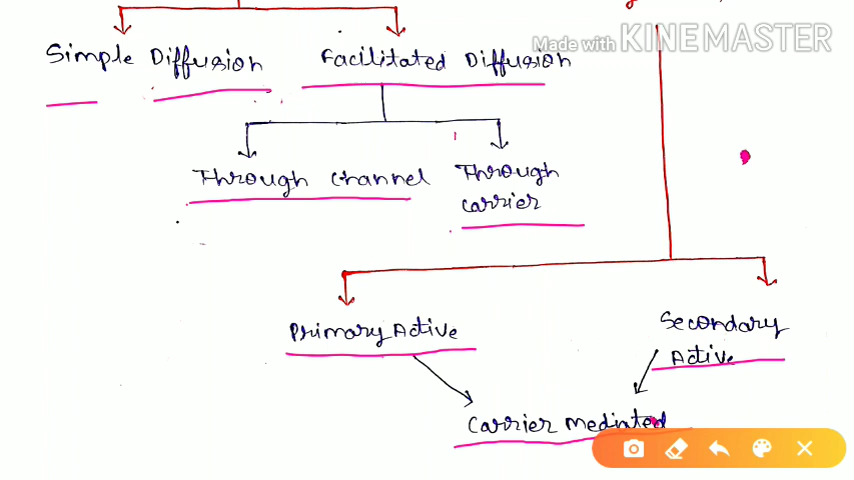 Made with KINEMASTER
Simple Diffusion
Facilitated Diffusion
Through Channel
Through
carrier
Primary Active
Secondary
Active
Carrier mediated